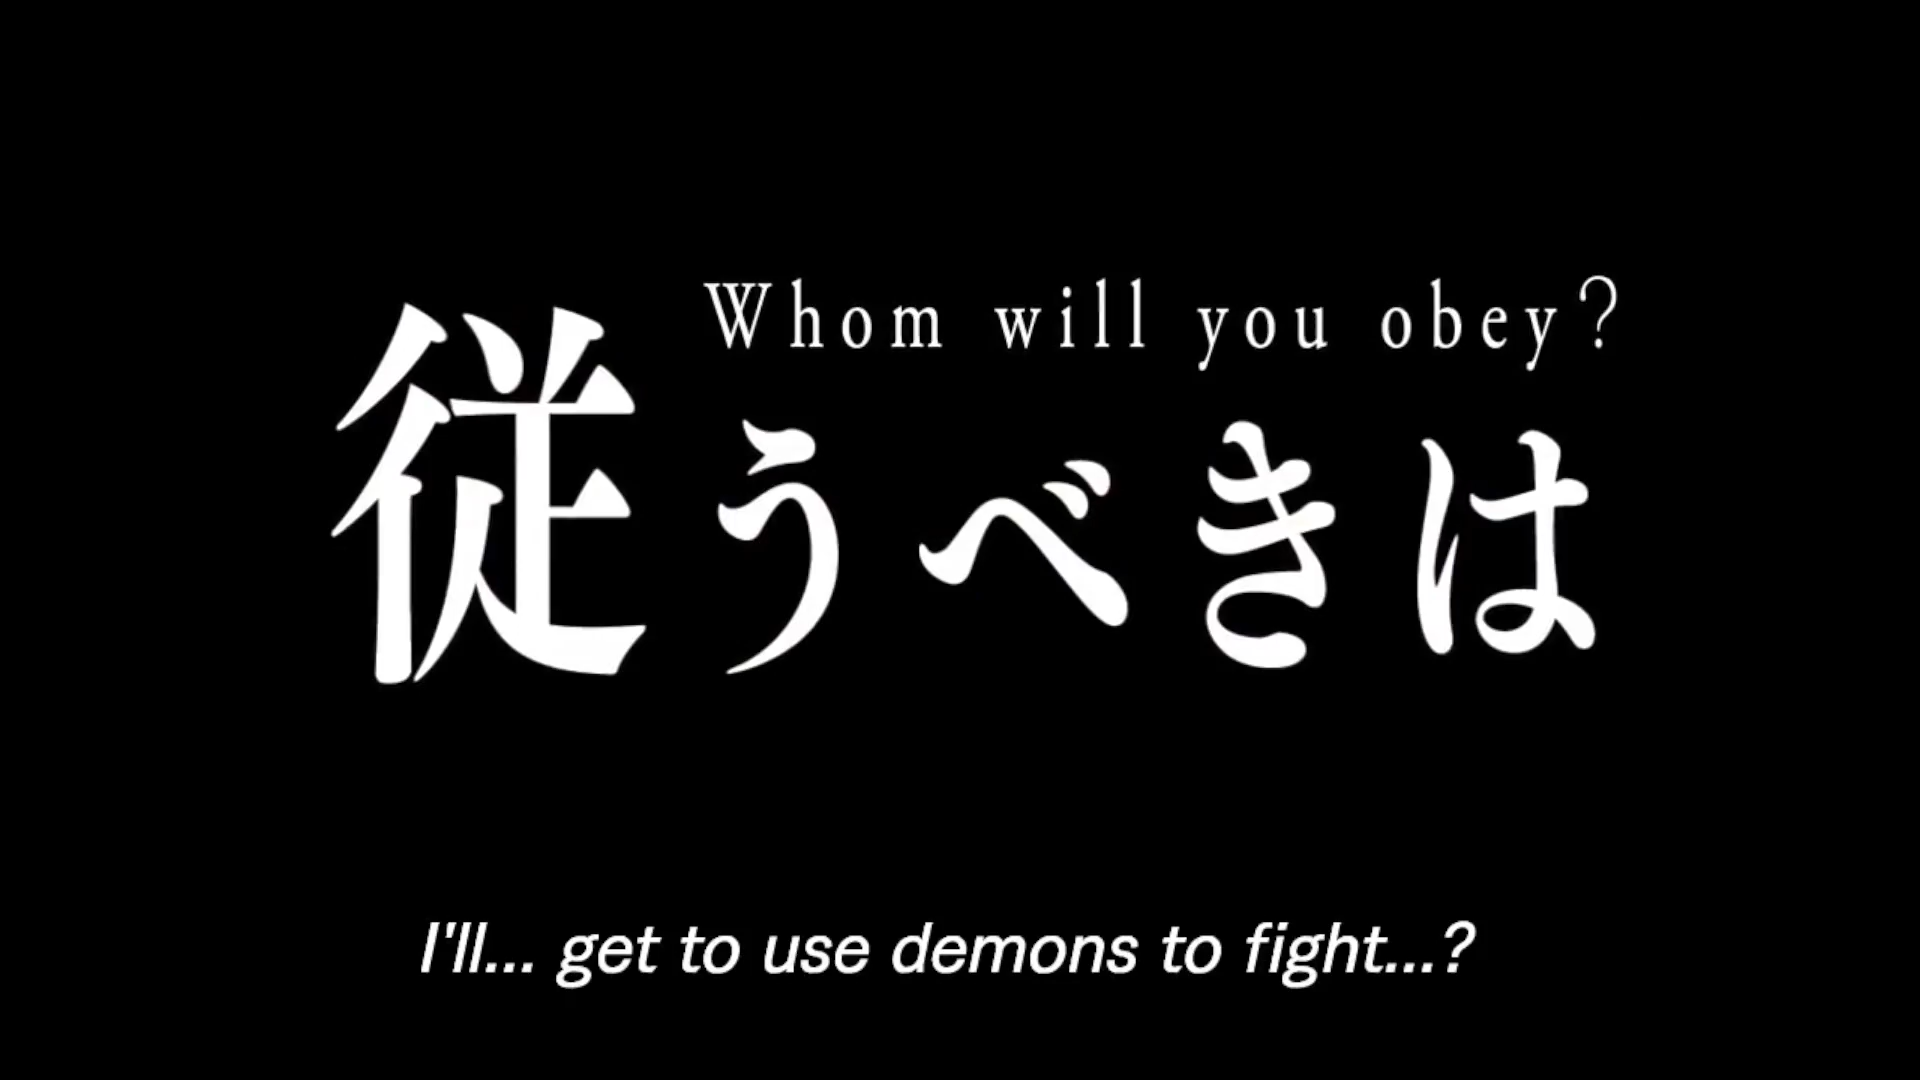 Whom will you obey?
従うべきは
I'll... get to use demons to fight...?